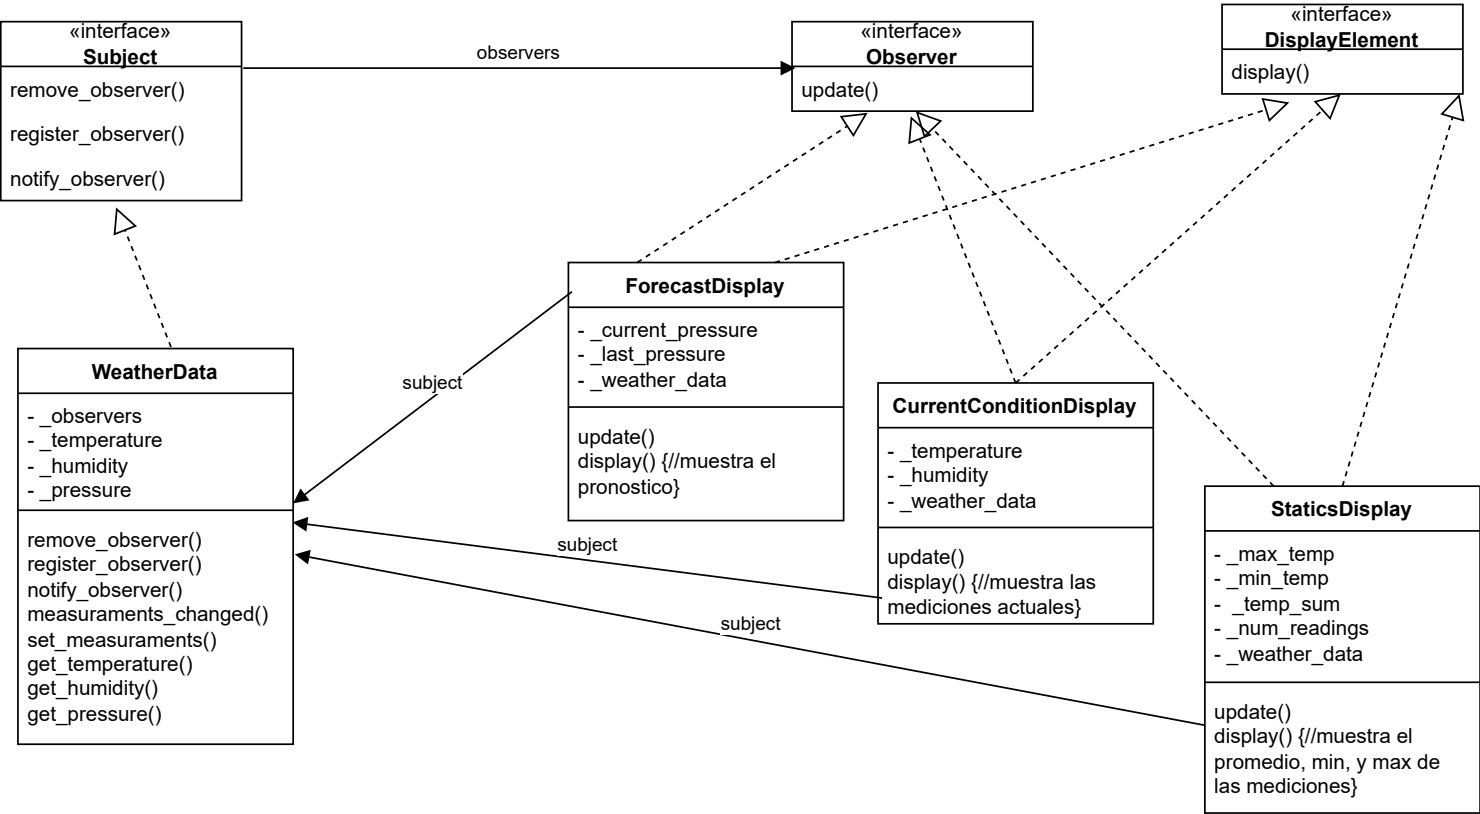 «interface»
Subject
remove_observer()
register_observer()
notify_observer()
observers
«interface»
Observer
update()
«interface»
DisplayElement
display()
WeatherData
- _observers
- _temperature
- _humidity
- _pressure
remove_observer()
register_observer()
notify_observer()
measuraments_changed()
set_measuraments()
get_temperature()
get_humidity()
get_pressure()
subject
subject
subject
ForecastDisplay
- _current_pressure
- _last_pressure
- _weather_data
update()
display() {//muestra el
pronostico}
CurrentConditionDisplay
- _temperature
- _humidity
- _weather_data
update()
display() {//muestra las
mediciones actuales}
StaticsDisplay
- _max_temp
- _min_temp
- _temp_sum
- _num_readings
- _weather_data
update()
display() {//muestra el
promedio, min, y max de
las mediciones}